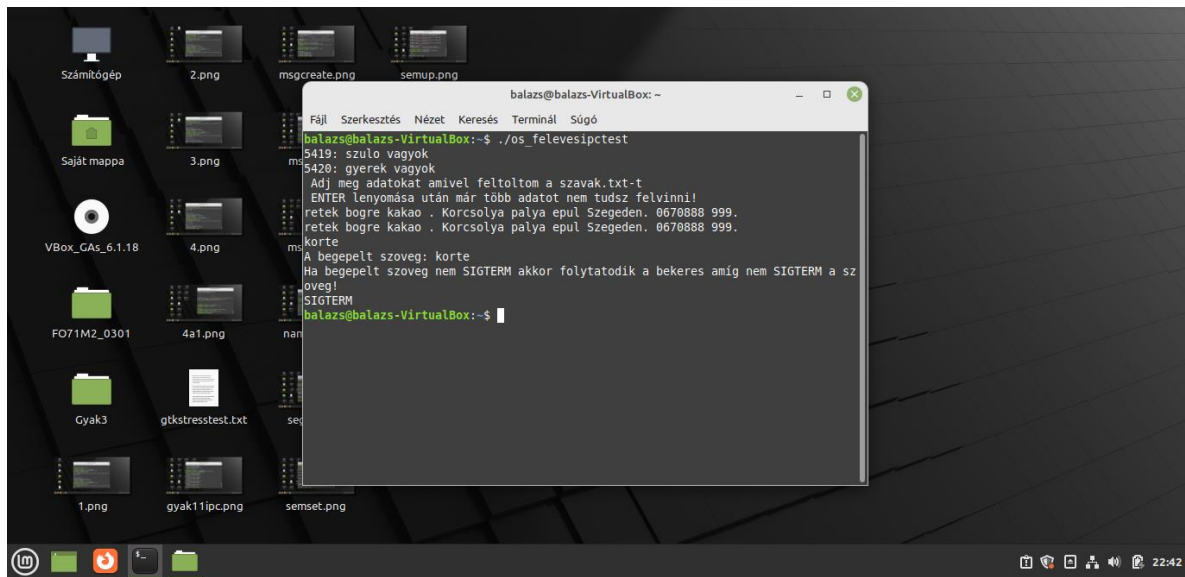 Számítógép
2.png
msgcreate.png
semup.png
balazs@balazs-VirtualBox: ~
Fájl Szerkesztés Nézet Keresés Terminál Súgó
balazs@balazs-VirtualBox:~$ ./os_felevesipctest
5419: szulo vagyok
5420: gyerek vagyok
Adj meg adatokat amivel feltoltom a szavak.txt-t
ENTER lenyomása után már több adatot nem tudsz felvinni!
retek bogre kakao . Korcsolya palya epul Szegeden. 0670888 999.
retek bogre kakao . Korcsolya palya epul Szegeden. 0670888 999.
korte
A begepelt szoveg: korte
Ha begepelt szoveg nem SIGTERM akkor folytatodik a bekeres amíg nem SIGTERM a sz
oveg!
SIGTERM
balazs@balazs-VirtualBox:~$
Saját mappa
3.png
ms
VBox_GAs_6.1.18
4.png
ms
FO71M2_0301
4a1.png
nam
Gyak3
gtkstresstest.txt
seg
1.png
gyak11ipc.png
semset.png
22:42